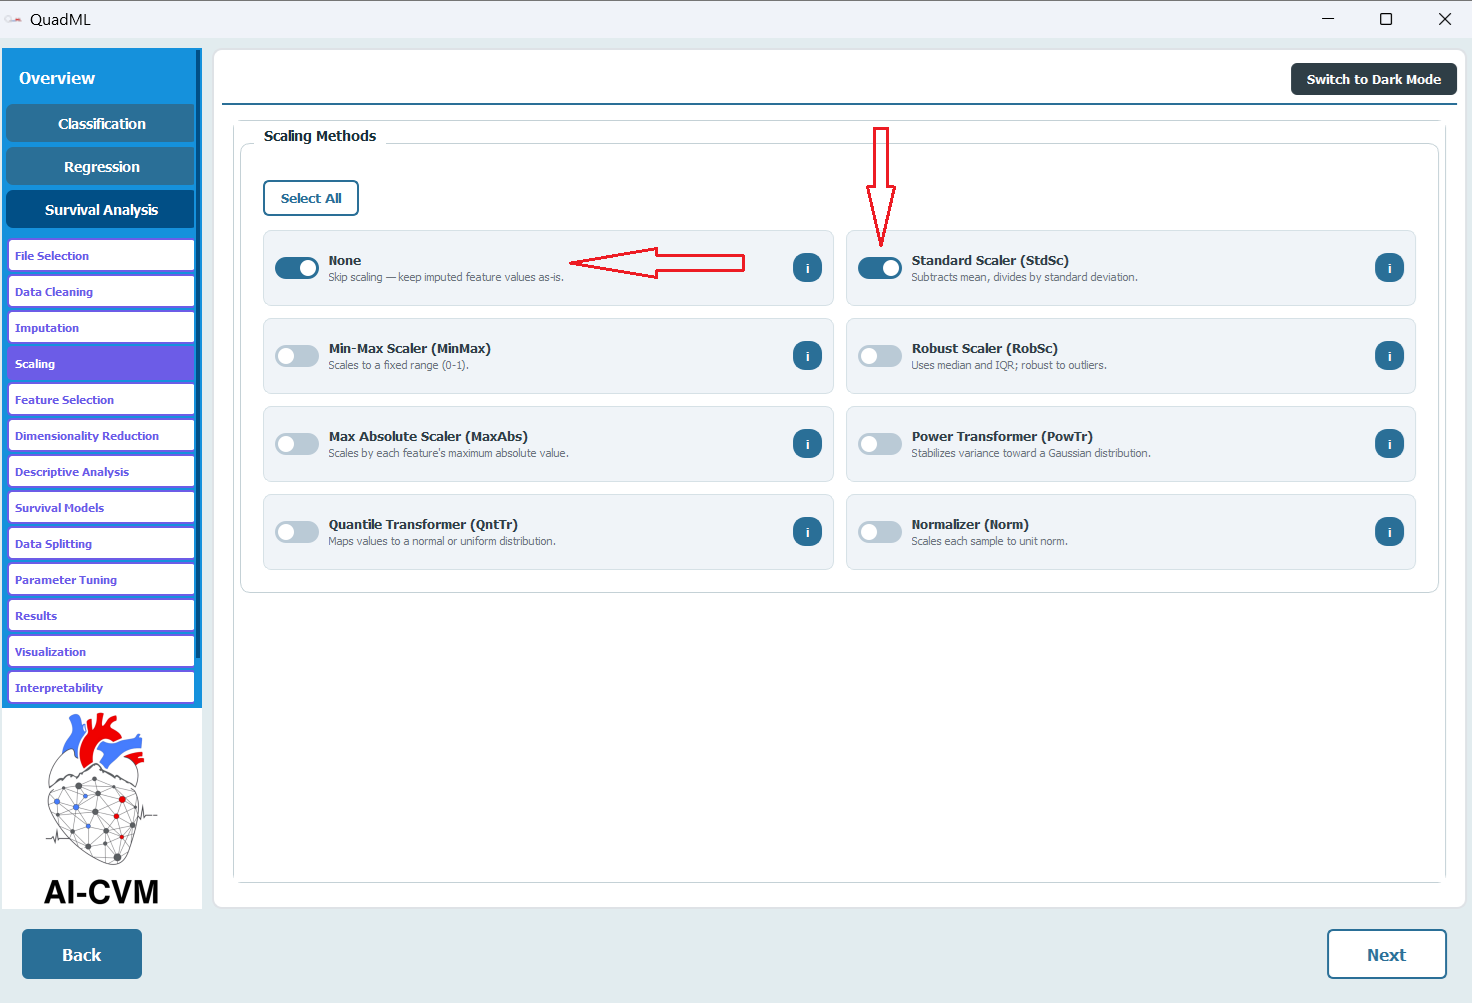 QuadML
Overview
Classification
Regression
Survival Analysis
File Selection
Data Cleaning
Imputation
Scaling
Feature Selection
Dimensionality Reduction
Descriptive Analysis
Survival Models
Data Splitting
Parameter Tuning
Results
Visualization
Interpretability
AI-CVM
Switch to Dark Mode
Scaling Methods
Select All
None
Skip scaling — keep imputed feature values as-is.
i
Standard Scaler (StdSc)
Subtracts mean, divides by standard deviation.
i
Min-Max Scaler (MinMax)
Scales to a fixed range (0-1).
i
Robust Scaler (RobSc)
Uses median and IQR; robust to outliers.
i
Max Absolute Scaler (MaxAbs)
Scales by each feature's maximum absolute value.
i
Power Transformer (PowTr)
Stabilizes variance toward a Gaussian distribution.
i
Quantile Transformer (QntTr)
Maps values to a normal or uniform distribution.
i
Normalizer (Norm)
Scales each sample to unit norm.
i
Back
Next